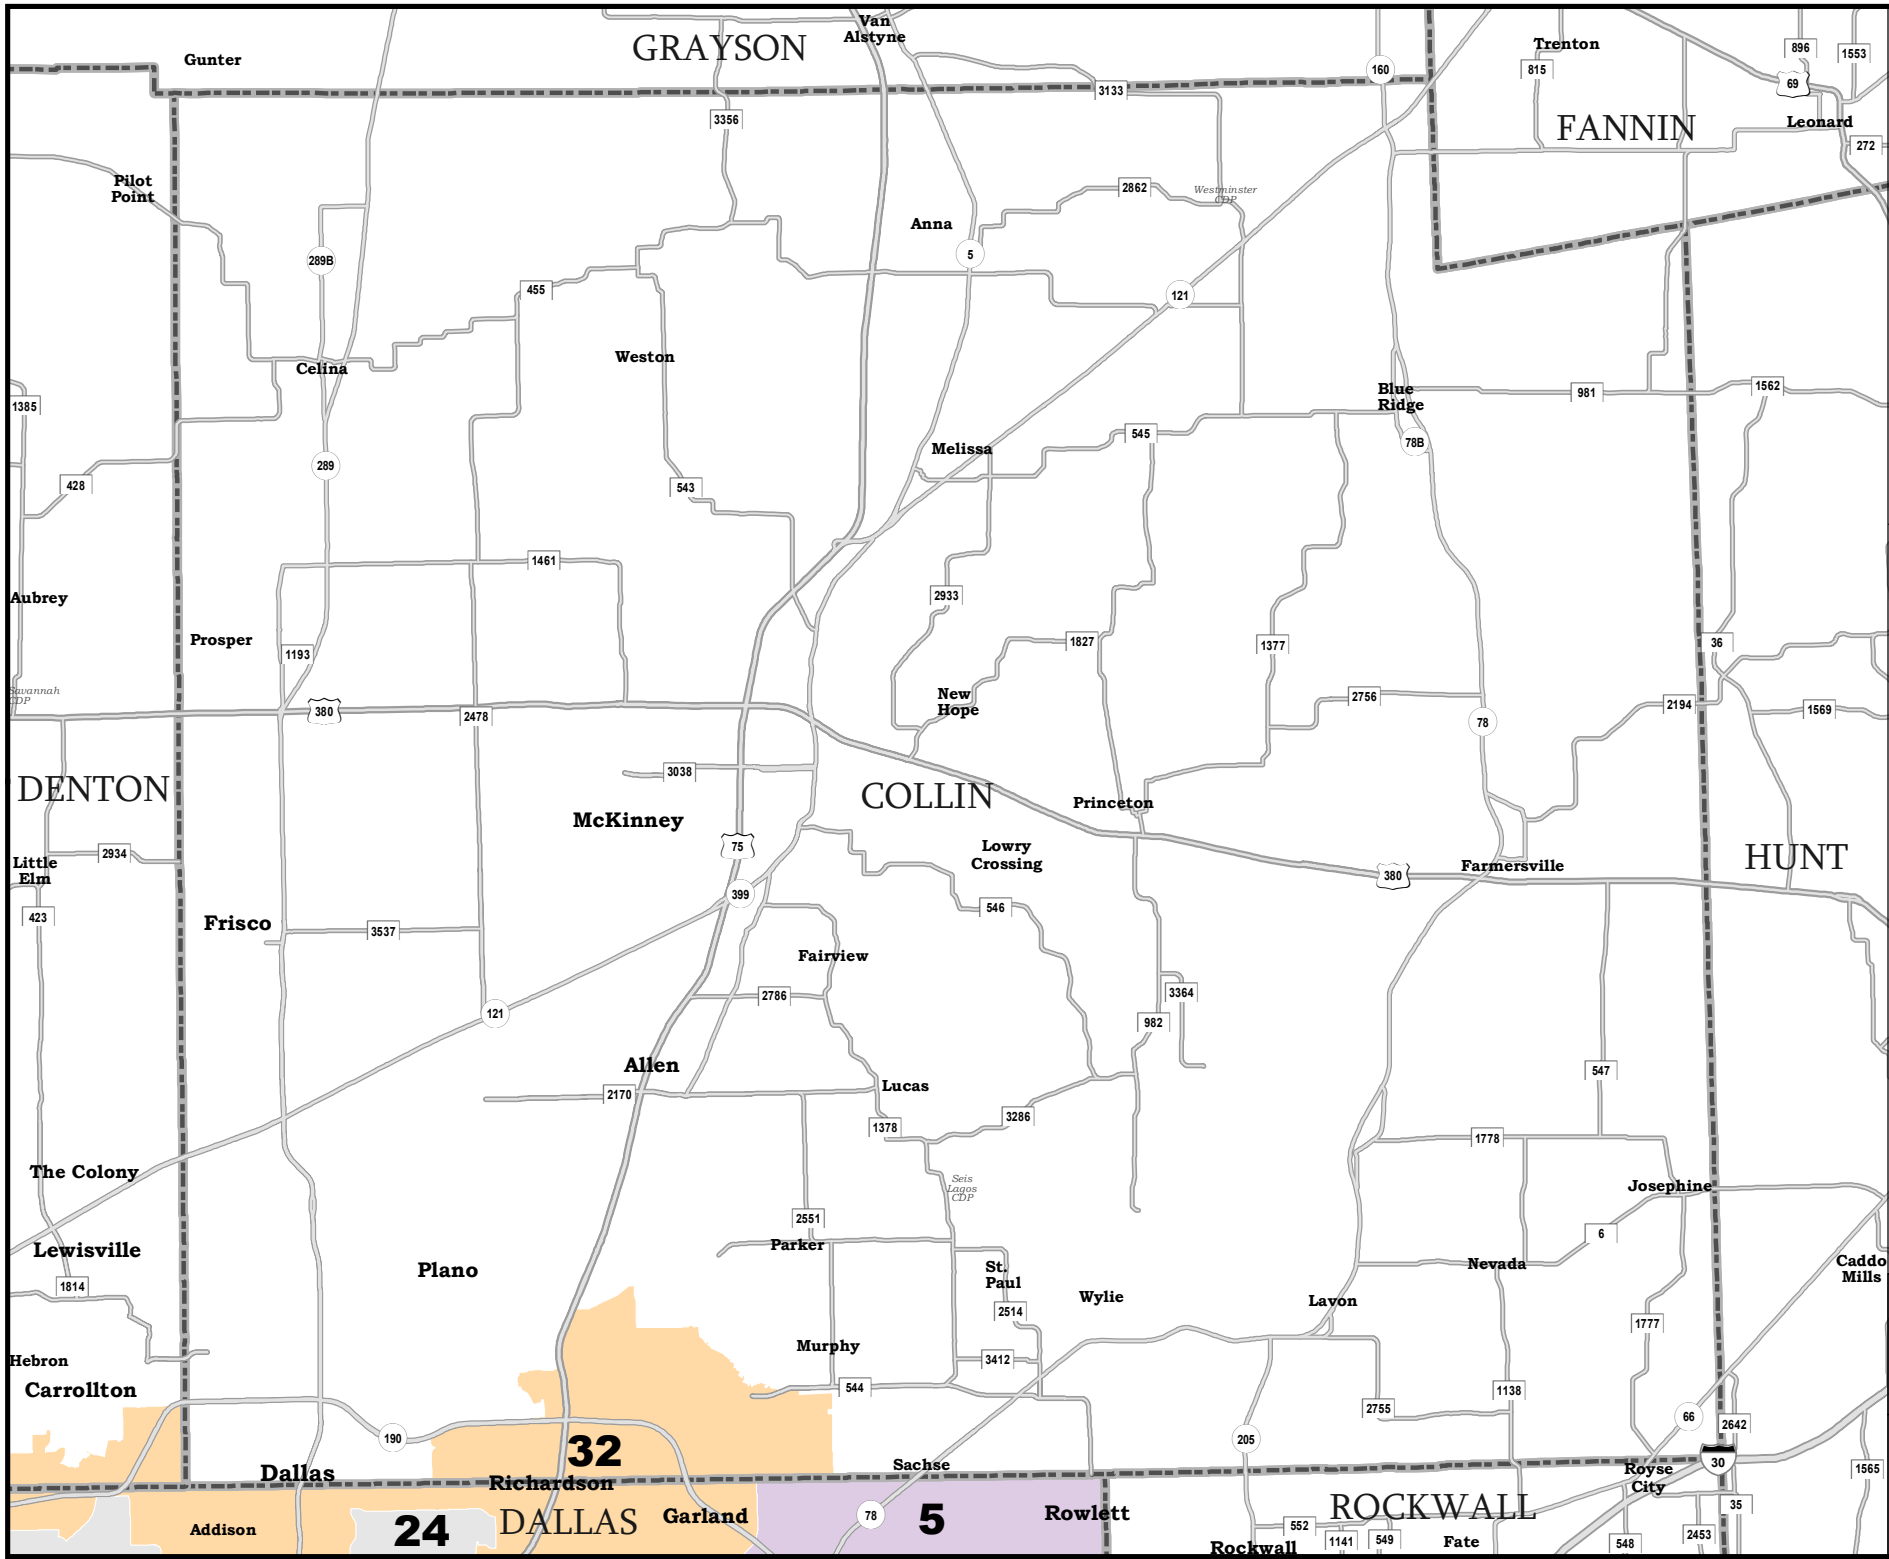 Van
Alstyne
GRAYSON
Gunter
Trenton
896
1553
160
815
69
3133
3356
FANNIN
Leonard
272
Pilot
Point
2862
Westminster
CDP
Anna
5
289B
455
121
Weston
Celina
1385
Blue
Ridge
981
1562
545
78B
Melissa
289
428
543
1461
2933
Aubrey
Prosper
1193
1827
1377
36
Savannah
CDP
New
Hope
2756
380
2478
78
2194
1569
3038
DENTON
COLLIN
Princeton
McKinney
75
Lowry
Crossing
2934
Little
Elm
HUNT
Farmersville
380
399
546
423
Frisco
3537
Fairview
2786
3364
121
982
Allen
2170
Lucas
547
3286
1378
1778
The Colony
Seis
Lagos
CDP
Josephine
2551
6
Parker
Lewisville
Plano
St.
Paul
Nevada
Caddo
Mills
1814
Wylie
Lavon
2514
1777
Murphy
3412
Hebron
Carrollton
544
1138
2755
66
2642
190
32
205
Dallas
Richardson
Sachse
30
Royse
City
1565
Addison
24
DALLAS
Garland
78
5
Rowlett
ROCKWALL
35
552
1141
549
Rockwall
Fate
548
2453